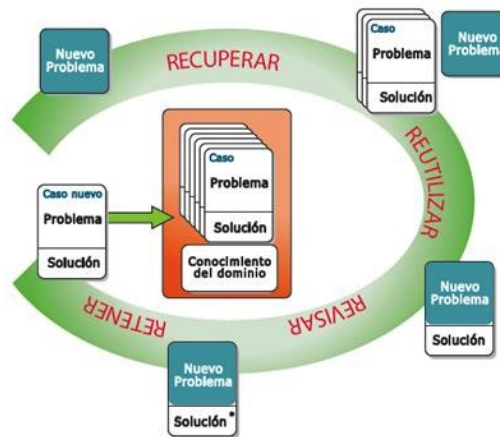 Nuevo
Problema
RECUPERAR
Caso
Problema
Solución
Nuevo
Problema
REUTILIZAR
Caso nuevo
Problema
Solución
Caso
Problema
Solución
Conocimiento
del dominio
Nuevo
Problema
Solución
REVISAR
RETENER
Nuevo
Problema
Solución*